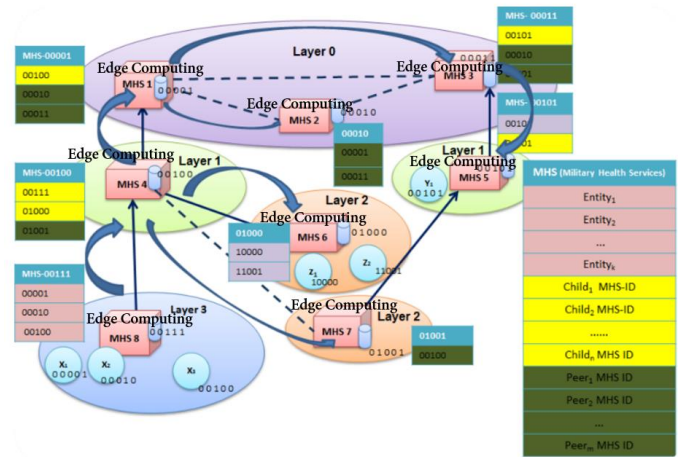 MHS-00001
00100
00010
00011
Layer 0
Edge Computing
MHS 1
00001
Edge Computing
MHS 2
00010
00010
00001
00011
Edge Computing
MHS 3
00011
MHS- 00011
00101
00010
MHS- 00101
0010
Layer 1
Edge Computing
MHS 4
00100
MHS-00100
00111
01000
01001
Layer 1
Edge Computing
MHS 5
Y1
00101
Layer 2
Edge Computing
MHS 6
01000
01000
10000
11001
Z1
10000
Z2
11001
MHS-00111
00001
00010
00100
Layer 3
Edge Computing
MHS 8
00111
X1
00001
X2
00010
X3
00100
Edge Computing
Layer 2
MHS 7
01001
01001
00100
MHS (Military Health Services)
Entity1
Entity2
...
Entityk
Child1 MHS-ID
Child2 MHS-ID
......
Childn MHS ID
Peer1 MHS ID
Peer2 MHS ID
...
Peerm MHS ID